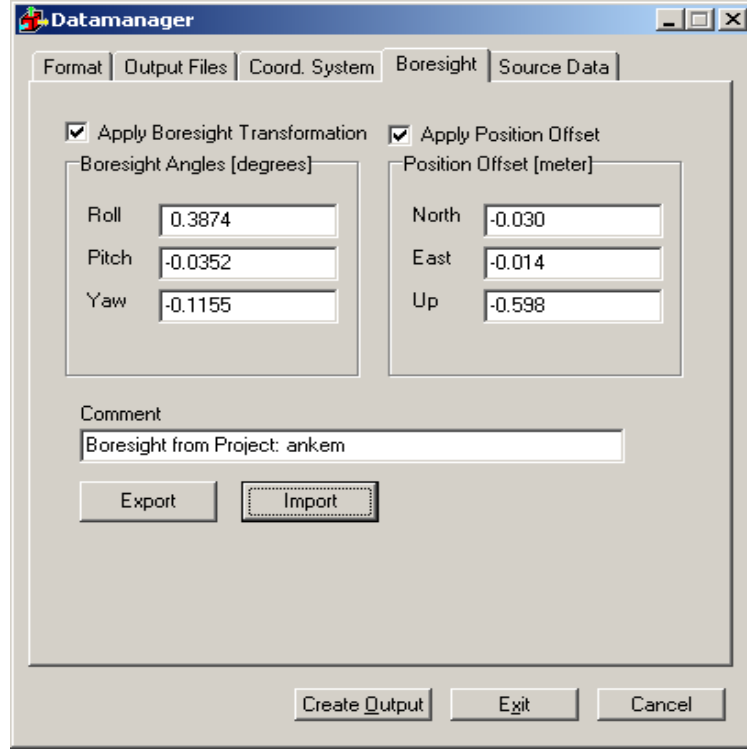 Datamanager
Format Output Files Coord. System Boresight Source Data
Apply Boresight Transformation Apply Position Offset
Boresight Angles [degrees] Position Offset [meter]
Roll 0.3874 North -0.030
Pitch -0.0352 East -0.014
Yaw -0.1155 Up -0.598
Comment
Boresight from Project: ankem
Export Import
Create Output Exit Cancel